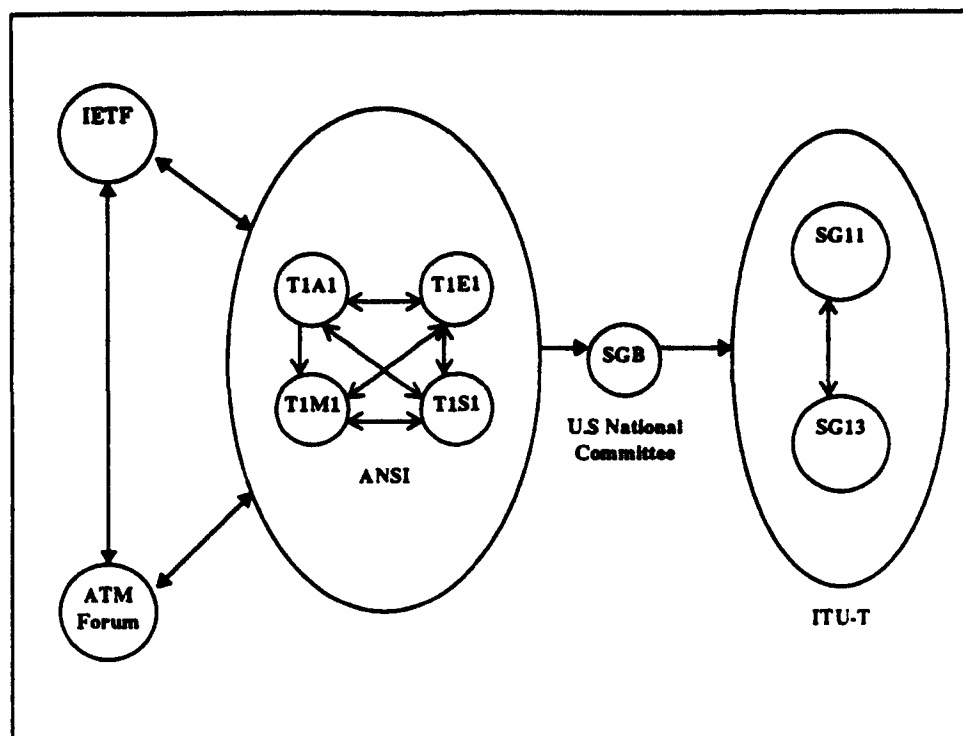 IETF
T1A1
T1E1
T1M1
T1S1
ANSI
ATM
Forum
SGB
U.S National
Committee
SG11
SG13
ITU-T